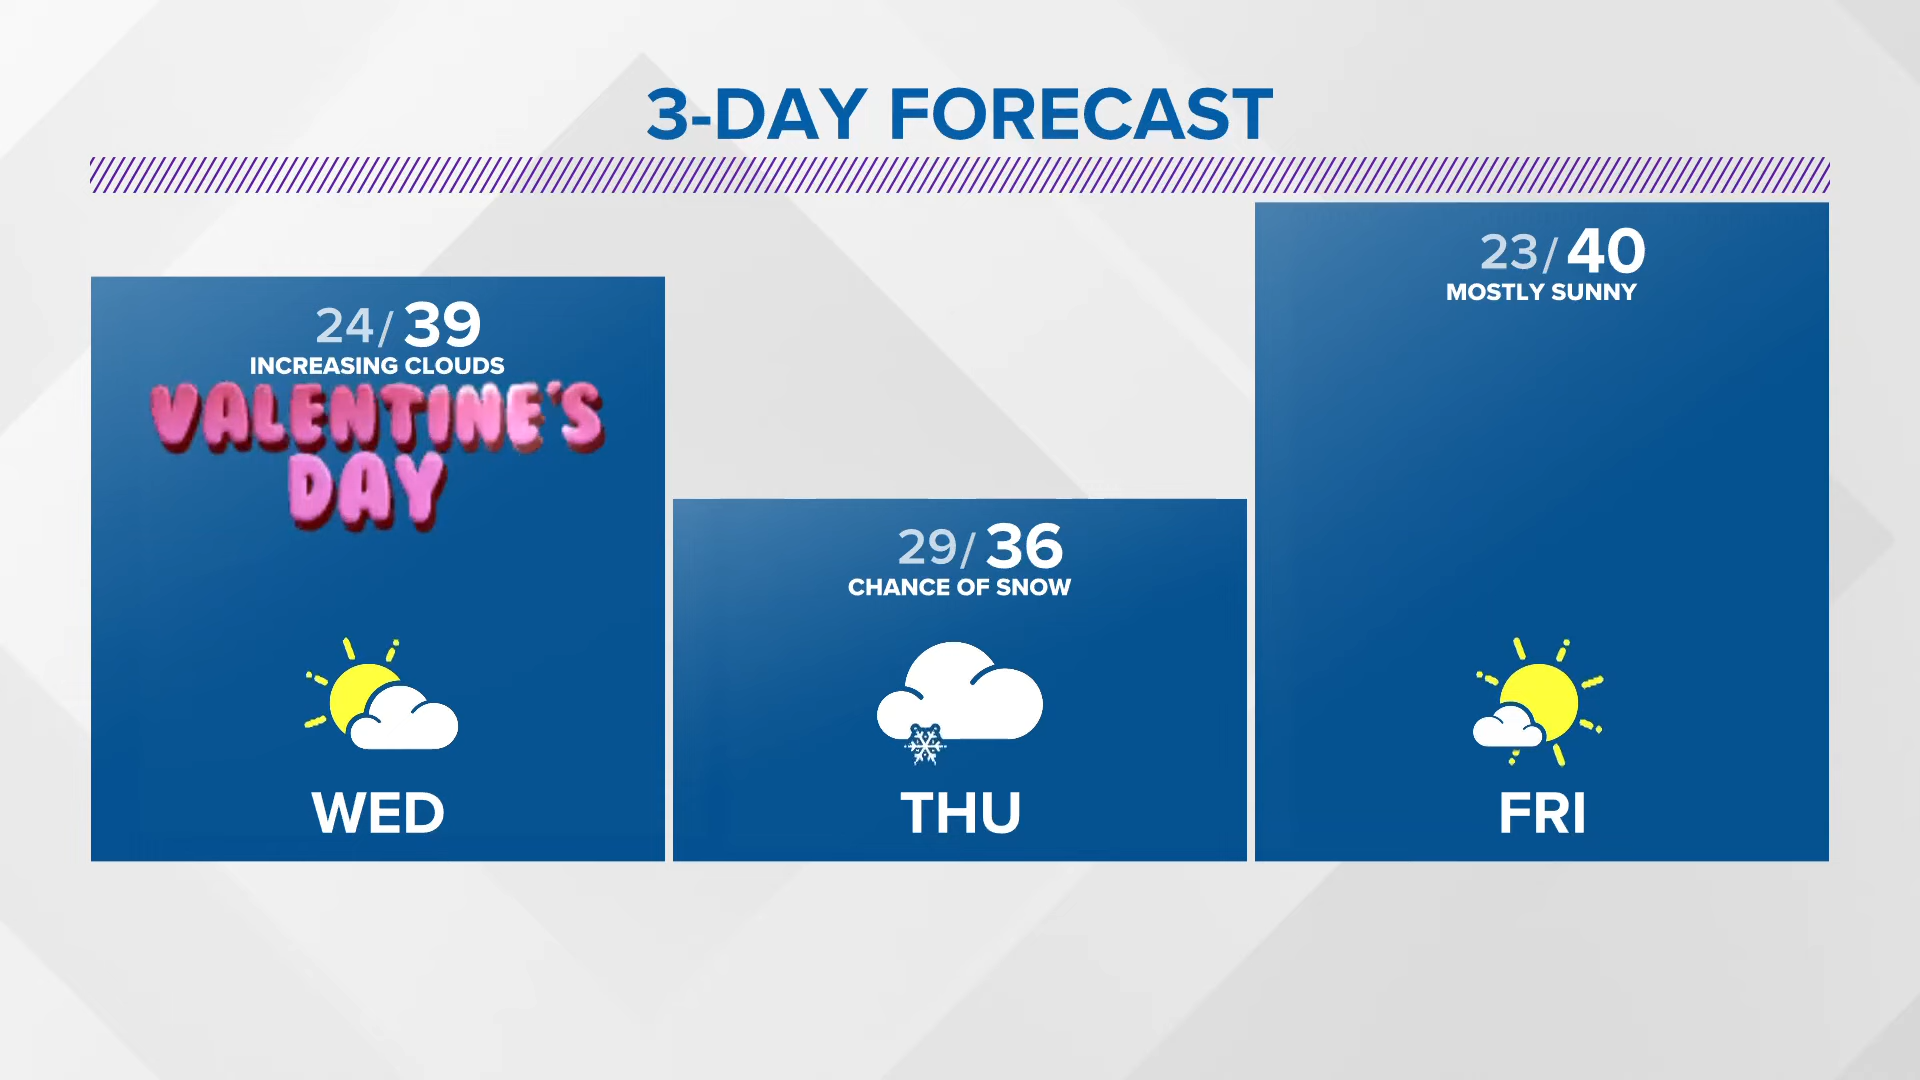 3-DAY FORECAST
24/ 39
INCREASING CLOUDS
VALENTINE'S
DAY
WED
29/ 36
CHANCE OF SNOW
THU
23/ 40
MOSTLY SUNNY
FRI